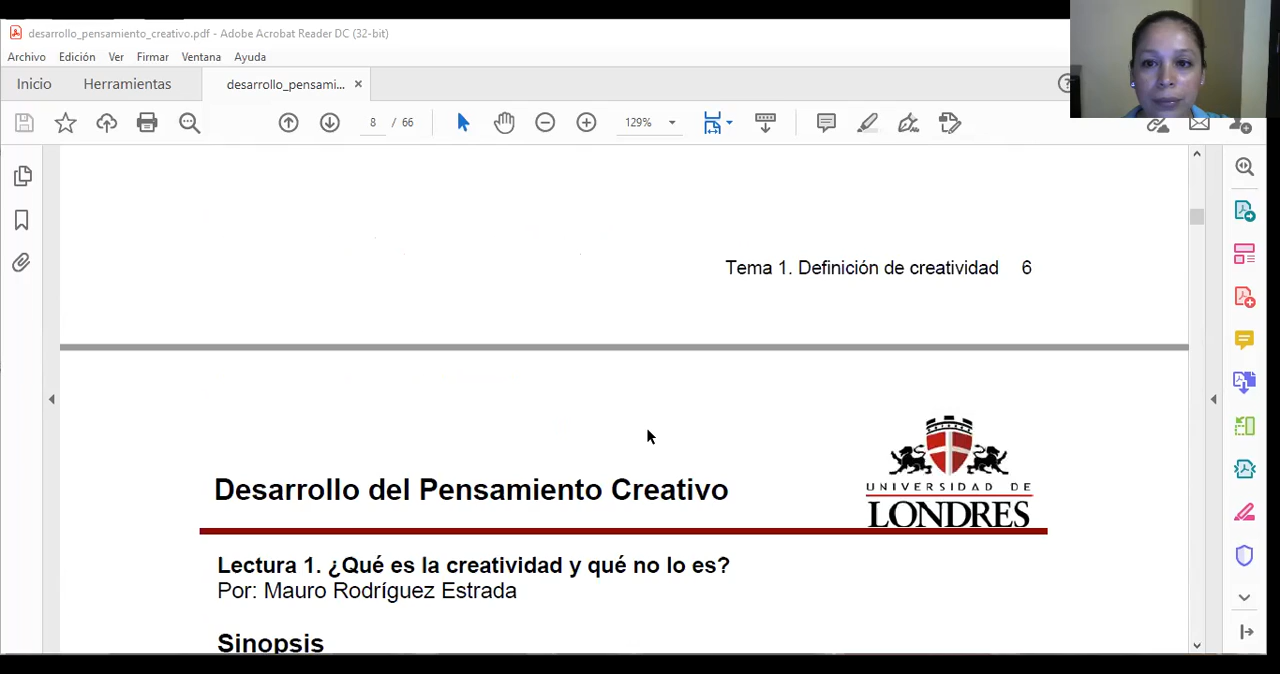 desarrollo_pensamiento_creativo.pdf - Adobe Acrobat Reader DC (32-bit)
Archivo Edición Ver Firmar Ventana Ayuda
Inicio Herramientas desarrollo_pensami... ×
8 / 66 129%
Tema 1. Definición de creatividad 6
UNIVERSIDAD DE
LONDRES
Desarrollo del Pensamiento Creativo
Lectura 1. ¿Qué es la creatividad y qué no lo es?
Por: Mauro Rodríguez Estrada
Sinopsis